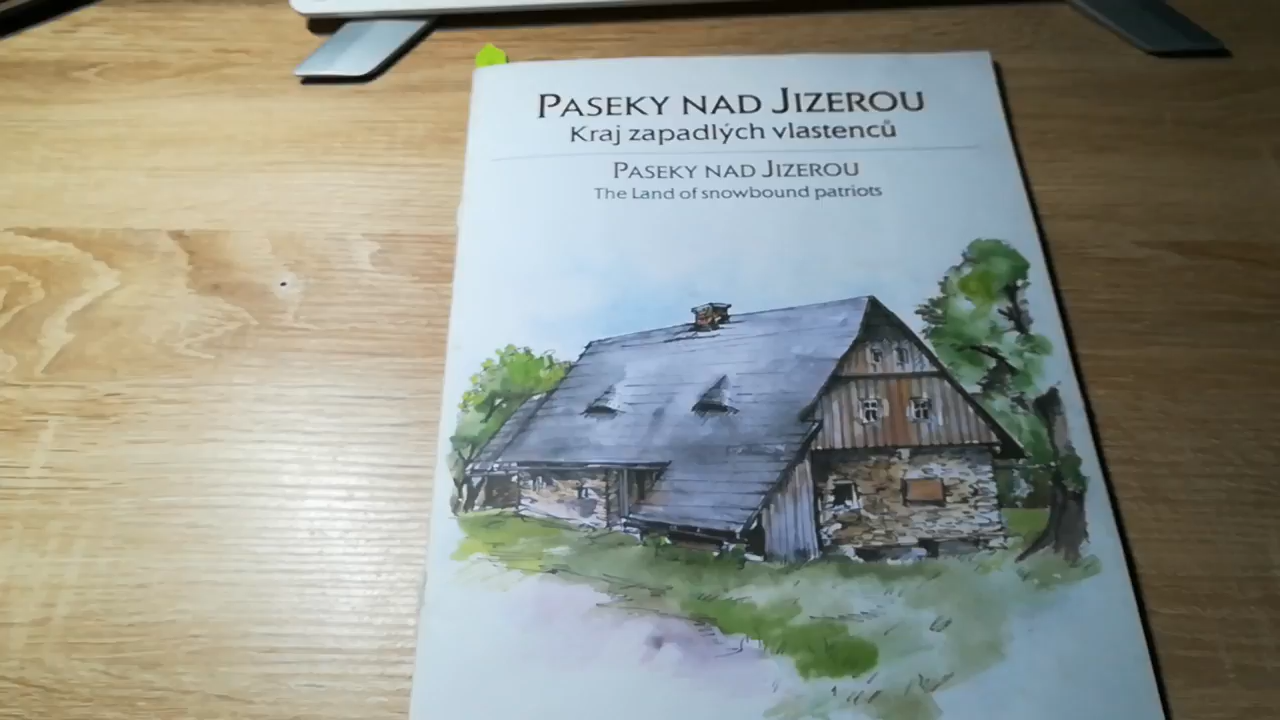 PASEKY NAD JIZEROU
Kraj zapadlých vlastenců
PASEKY NAD JIZEROU
The Land of snowbound patriots